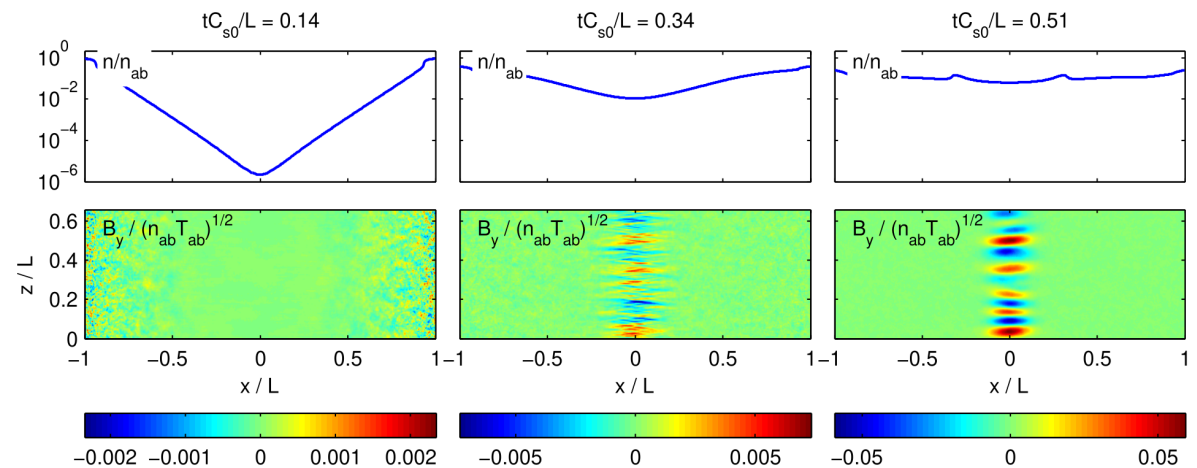 tC_s0/L = 0.14
tC_s0/L = 0.34
tC_s0/L = 0.51
10^0
10^−2
10^−4
10^−6
n/n_ab
n/n_ab
n/n_ab
B_y / (n_ab T_ab)^1/2
B_y / (n_ab T_ab)^1/2
B_y / (n_ab T_ab)^1/2
z / L
0.6
0.4
0.2
0
−1 −0.5 0 0.5 1
−1 −0.5 0 0.5 1
−1 −0.5 0 0.5 1
x / L
x / L
x / L
−0.002 −0.001 0 0.001 0.002
−0.005 0 0.005
−0.05 0 0.05